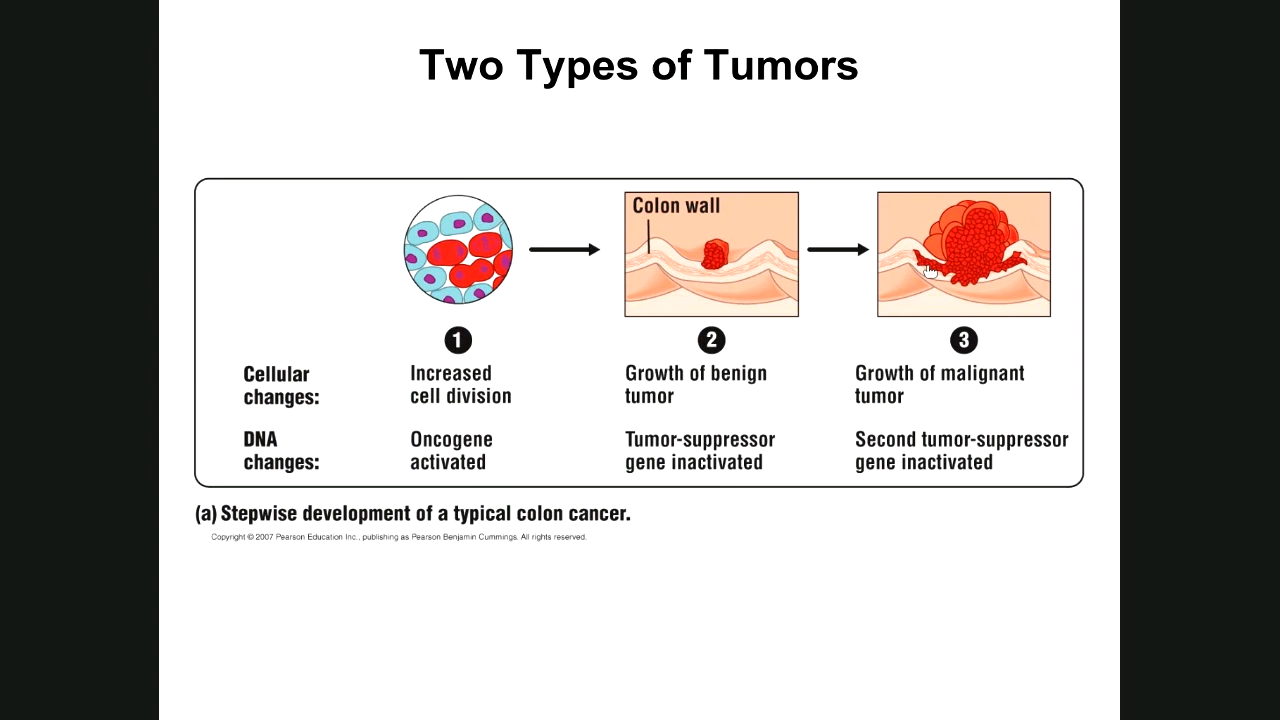 Two Types of Tumors
Colon wall
1
2
3
Cellular
changes:
Increased
cell division
Growth of benign
tumor
Growth of malignant
tumor
DNA
changes:
Oncogene
activated
Tumor-suppressor
gene inactivated
Second tumor-suppressor
gene inactivated
(a) Stepwise development of a typical colon cancer.
Copyright © 2007 Pearson Education Inc., publishing as Pearson Benjamin Cummings. All rights reserved.